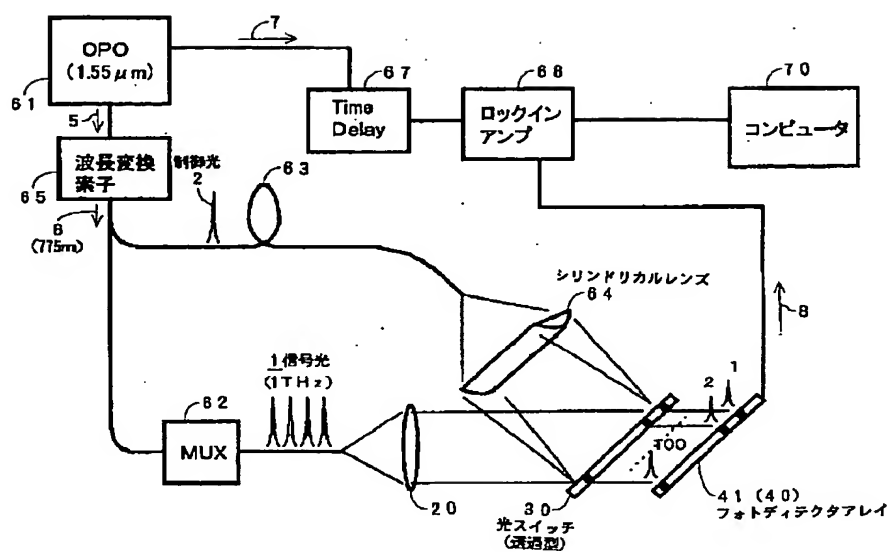 OPO
(1.55μm)
61
7
5
67
Time
Delay
68
ロックイン
アンプ
70
コンピュータ
波長変換
素子
65
制御光
2
63
6
(775m)
シリンドリカルレンズ
64
8
1信号光
(1THz)
62
MUX
20
30
光スイッチ
(透過型)
2
1
100
41(40)
フォトディテクタアレイ